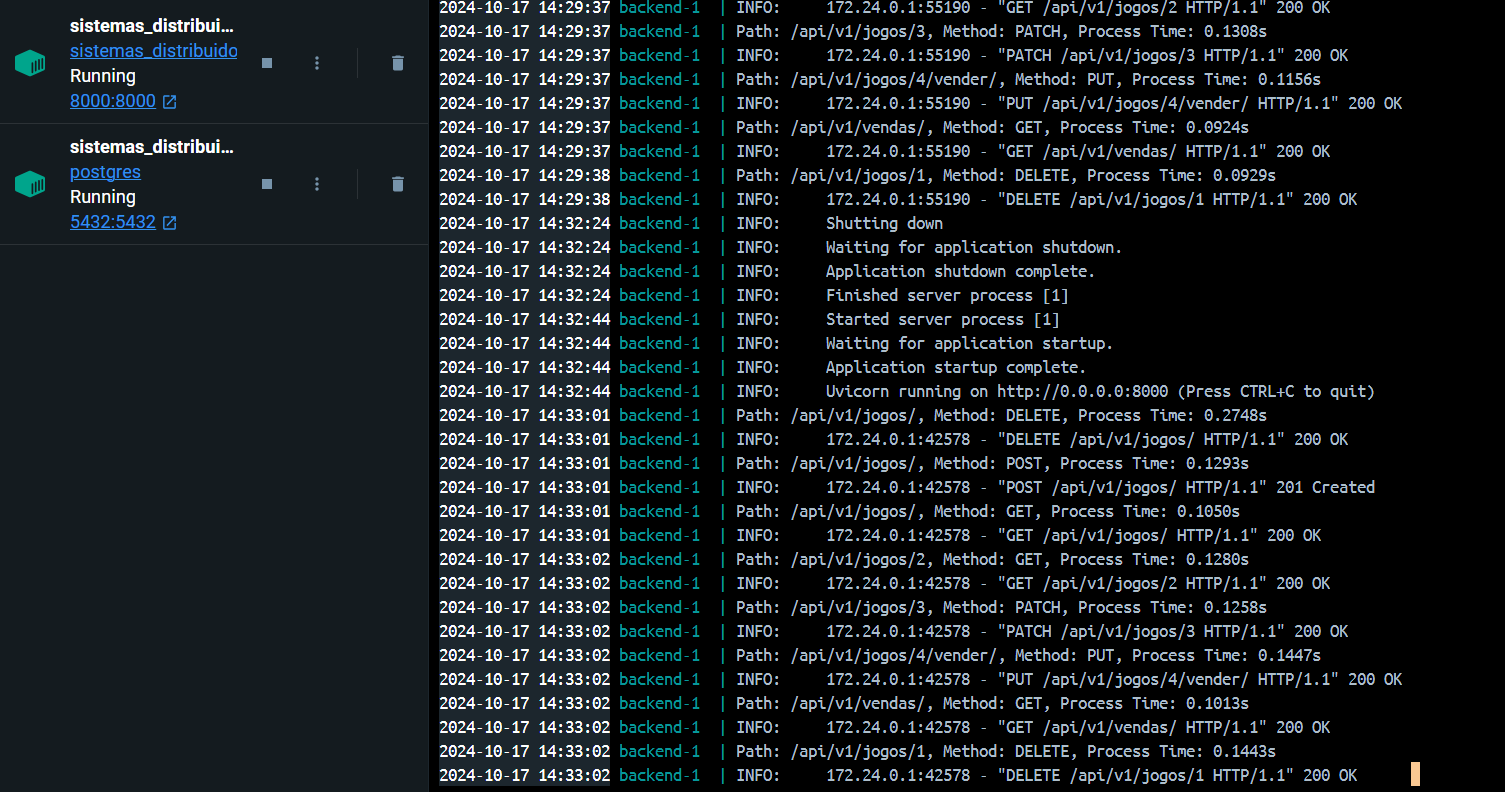 sistemas_distribui...
sistemas_distribuido
Running
8000:8000
sistemas_distribui...
postgres
Running
5432:5432
2024-10-17 14:29:37 backend-1 | INFO: 172.24.0.1:55190 - "GET /api/v1/jogos/2 HTTP/1.1" 200 OK
2024-10-17 14:29:37 backend-1 | Path: /api/v1/jogos/3, Method: PATCH, Process Time: 0.1308s
2024-10-17 14:29:37 backend-1 | INFO: 172.24.0.1:55190 - "PATCH /api/v1/jogos/3 HTTP/1.1" 200 OK
2024-10-17 14:29:37 backend-1 | Path: /api/v1/jogos/4/vender/, Method: PUT, Process Time: 0.1156s
2024-10-17 14:29:37 backend-1 | INFO: 172.24.0.1:55190 - "PUT /api/v1/jogos/4/vender/ HTTP/1.1" 200 OK
2024-10-17 14:29:37 backend-1 | Path: /api/v1/vendas/, Method: GET, Process Time: 0.0924s
2024-10-17 14:29:37 backend-1 | INFO: 172.24.0.1:55190 - "GET /api/v1/vendas/ HTTP/1.1" 200 OK
2024-10-17 14:29:38 backend-1 | Path: /api/v1/jogos/1, Method: DELETE, Process Time: 0.0929s
2024-10-17 14:29:38 backend-1 | INFO: 172.24.0.1:55190 - "DELETE /api/v1/jogos/1 HTTP/1.1" 200 OK
2024-10-17 14:32:24 backend-1 | INFO: Shutting down
2024-10-17 14:32:24 backend-1 | INFO: Waiting for application shutdown.
2024-10-17 14:32:24 backend-1 | INFO: Application shutdown complete.
2024-10-17 14:32:24 backend-1 | INFO: Finished server process [1]
2024-10-17 14:32:44 backend-1 | INFO: Started server process [1]
2024-10-17 14:32:44 backend-1 | INFO: Waiting for application startup.
2024-10-17 14:32:44 backend-1 | INFO: Application startup complete.
2024-10-17 14:32:44 backend-1 | INFO: Uvicorn running on http://0.0.0.0:8000 (Press CTRL+C to quit)
2024-10-17 14:33:01 backend-1 | Path: /api/v1/jogos/, Method: DELETE, Process Time: 0.2748s
2024-10-17 14:33:01 backend-1 | INFO: 172.24.0.1:42578 - "DELETE /api/v1/jogos/ HTTP/1.1" 200 OK
2024-10-17 14:33:01 backend-1 | Path: /api/v1/jogos/, Method: POST, Process Time: 0.1293s
2024-10-17 14:33:01 backend-1 | INFO: 172.24.0.1:42578 - "POST /api/v1/jogos/ HTTP/1.1" 201 Created
2024-10-17 14:33:01 backend-1 | Path: /api/v1/jogos/, Method: GET, Process Time: 0.1050s
2024-10-17 14:33:01 backend-1 | INFO: 172.24.0.1:42578 - "GET /api/v1/jogos/ HTTP/1.1" 200 OK
2024-10-17 14:33:02 backend-1 | Path: /api/v1/jogos/2, Method: GET, Process Time: 0.1280s
2024-10-17 14:33:02 backend-1 | INFO: 172.24.0.1:42578 - "GET /api/v1/jogos/2 HTTP/1.1" 200 OK
2024-10-17 14:33:02 backend-1 | Path: /api/v1/jogos/3, Method: PATCH, Process Time: 0.1258s
2024-10-17 14:33:02 backend-1 | INFO: 172.24.0.1:42578 - "PATCH /api/v1/jogos/3 HTTP/1.1" 200 OK
2024-10-17 14:33:02 backend-1 | Path: /api/v1/jogos/4/vender/, Method: PUT, Process Time: 0.1447s
2024-10-17 14:33:02 backend-1 | INFO: 172.24.0.1:42578 - "PUT /api/v1/jogos/4/vender/ HTTP/1.1" 200 OK
2024-10-17 14:33:02 backend-1 | Path: /api/v1/vendas/, Method: GET, Process Time: 0.1013s
2024-10-17 14:33:02 backend-1 | INFO: 172.24.0.1:42578 - "GET /api/v1/vendas/ HTTP/1.1" 200 OK
2024-10-17 14:33:02 backend-1 | Path: /api/v1/jogos/1, Method: DELETE, Process Time: 0.1443s
2024-10-17 14:33:02 backend-1 | INFO: 172.24.0.1:42578 - "DELETE /api/v1/jogos/1 HTTP/1.1" 200 OK